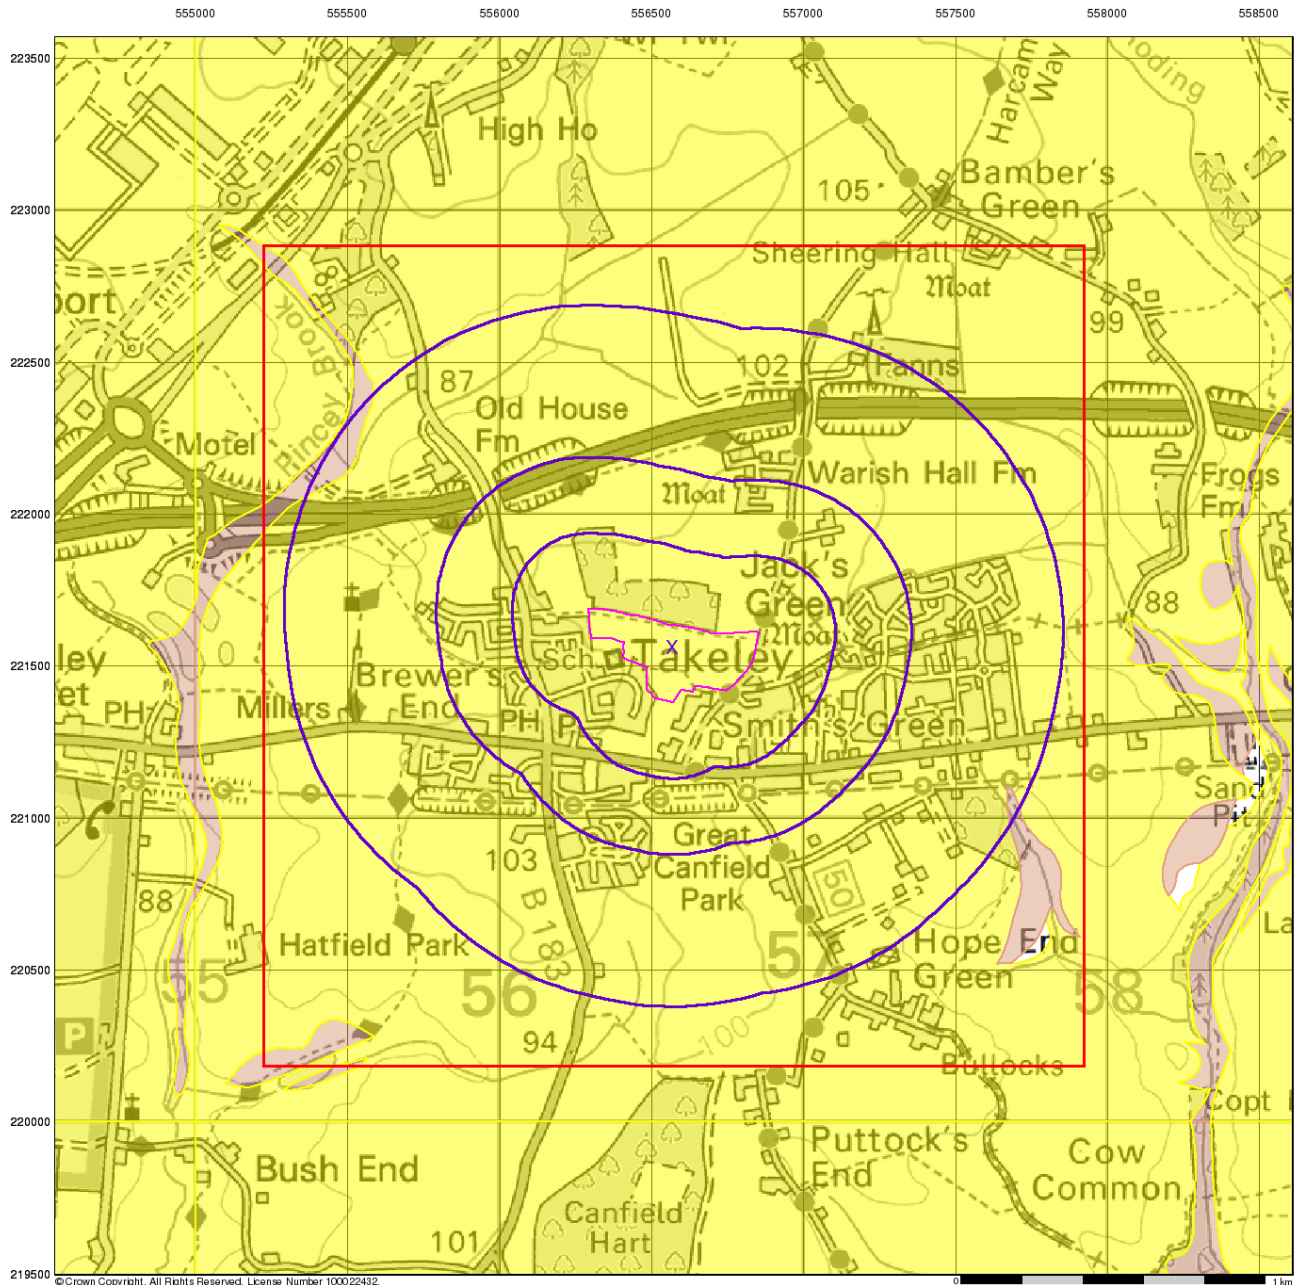 555000 555500 556000 556500 557000 557500 558000 558500
223500
223000
222500
222000
221500
221000
220500
220000
219500
Harcam
Way
oding
High Ho
105
Bamber's
Green
Sheering Hall
Moat
port
Pincey Brook
99
87
102
Fanns
Old House
Fm
Motel
Moat
Warish Hall Fm
Frogs
Fm
Jack's
Green
Moat
88
ley
et
Sch
X
Takeley
Brewer's
End
PH
Millers
PH
Smith's Green
Sand
Pit
Great
Canfield
Park
103
50
88
B 183
Hatfield Park
Hope End
Green
La
55
56
57
58
P
94
100
Bullocks
Copt
Bush End
Puttock's
End
Cow
Common
Canfield
Hart
101
© Crown Copyright. All Rights Reserved. License Number 100022432.
0 1 km